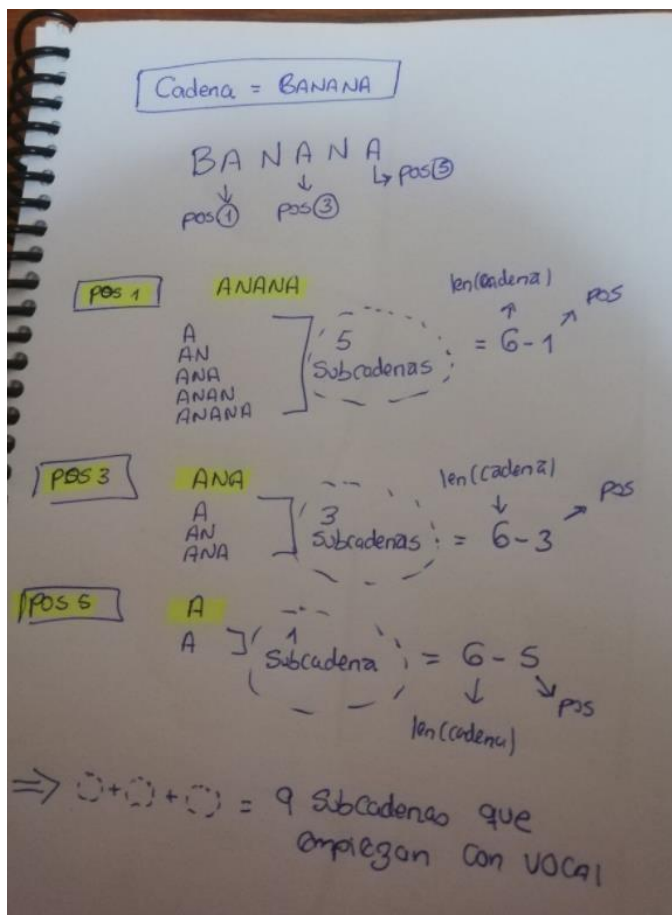 Cadena = BANANA
BANANA
pos 1
pos 3
pos 5
POS 1
ANANA
A
AN
ANA
ANAN
ANANA
5
Subcadenas
= 6-1
len(cadena)
pos
POS 3
ANA
A
AN
ANA
3
Subcadenas
= 6-3
len(cadena)
pos
POS 5
A
A
1
Subcadena
= 6-5
len(cadena)
pos
⇒ ◌+◌+◌ = 9 Subcadenas que
empiezan con VOCAL